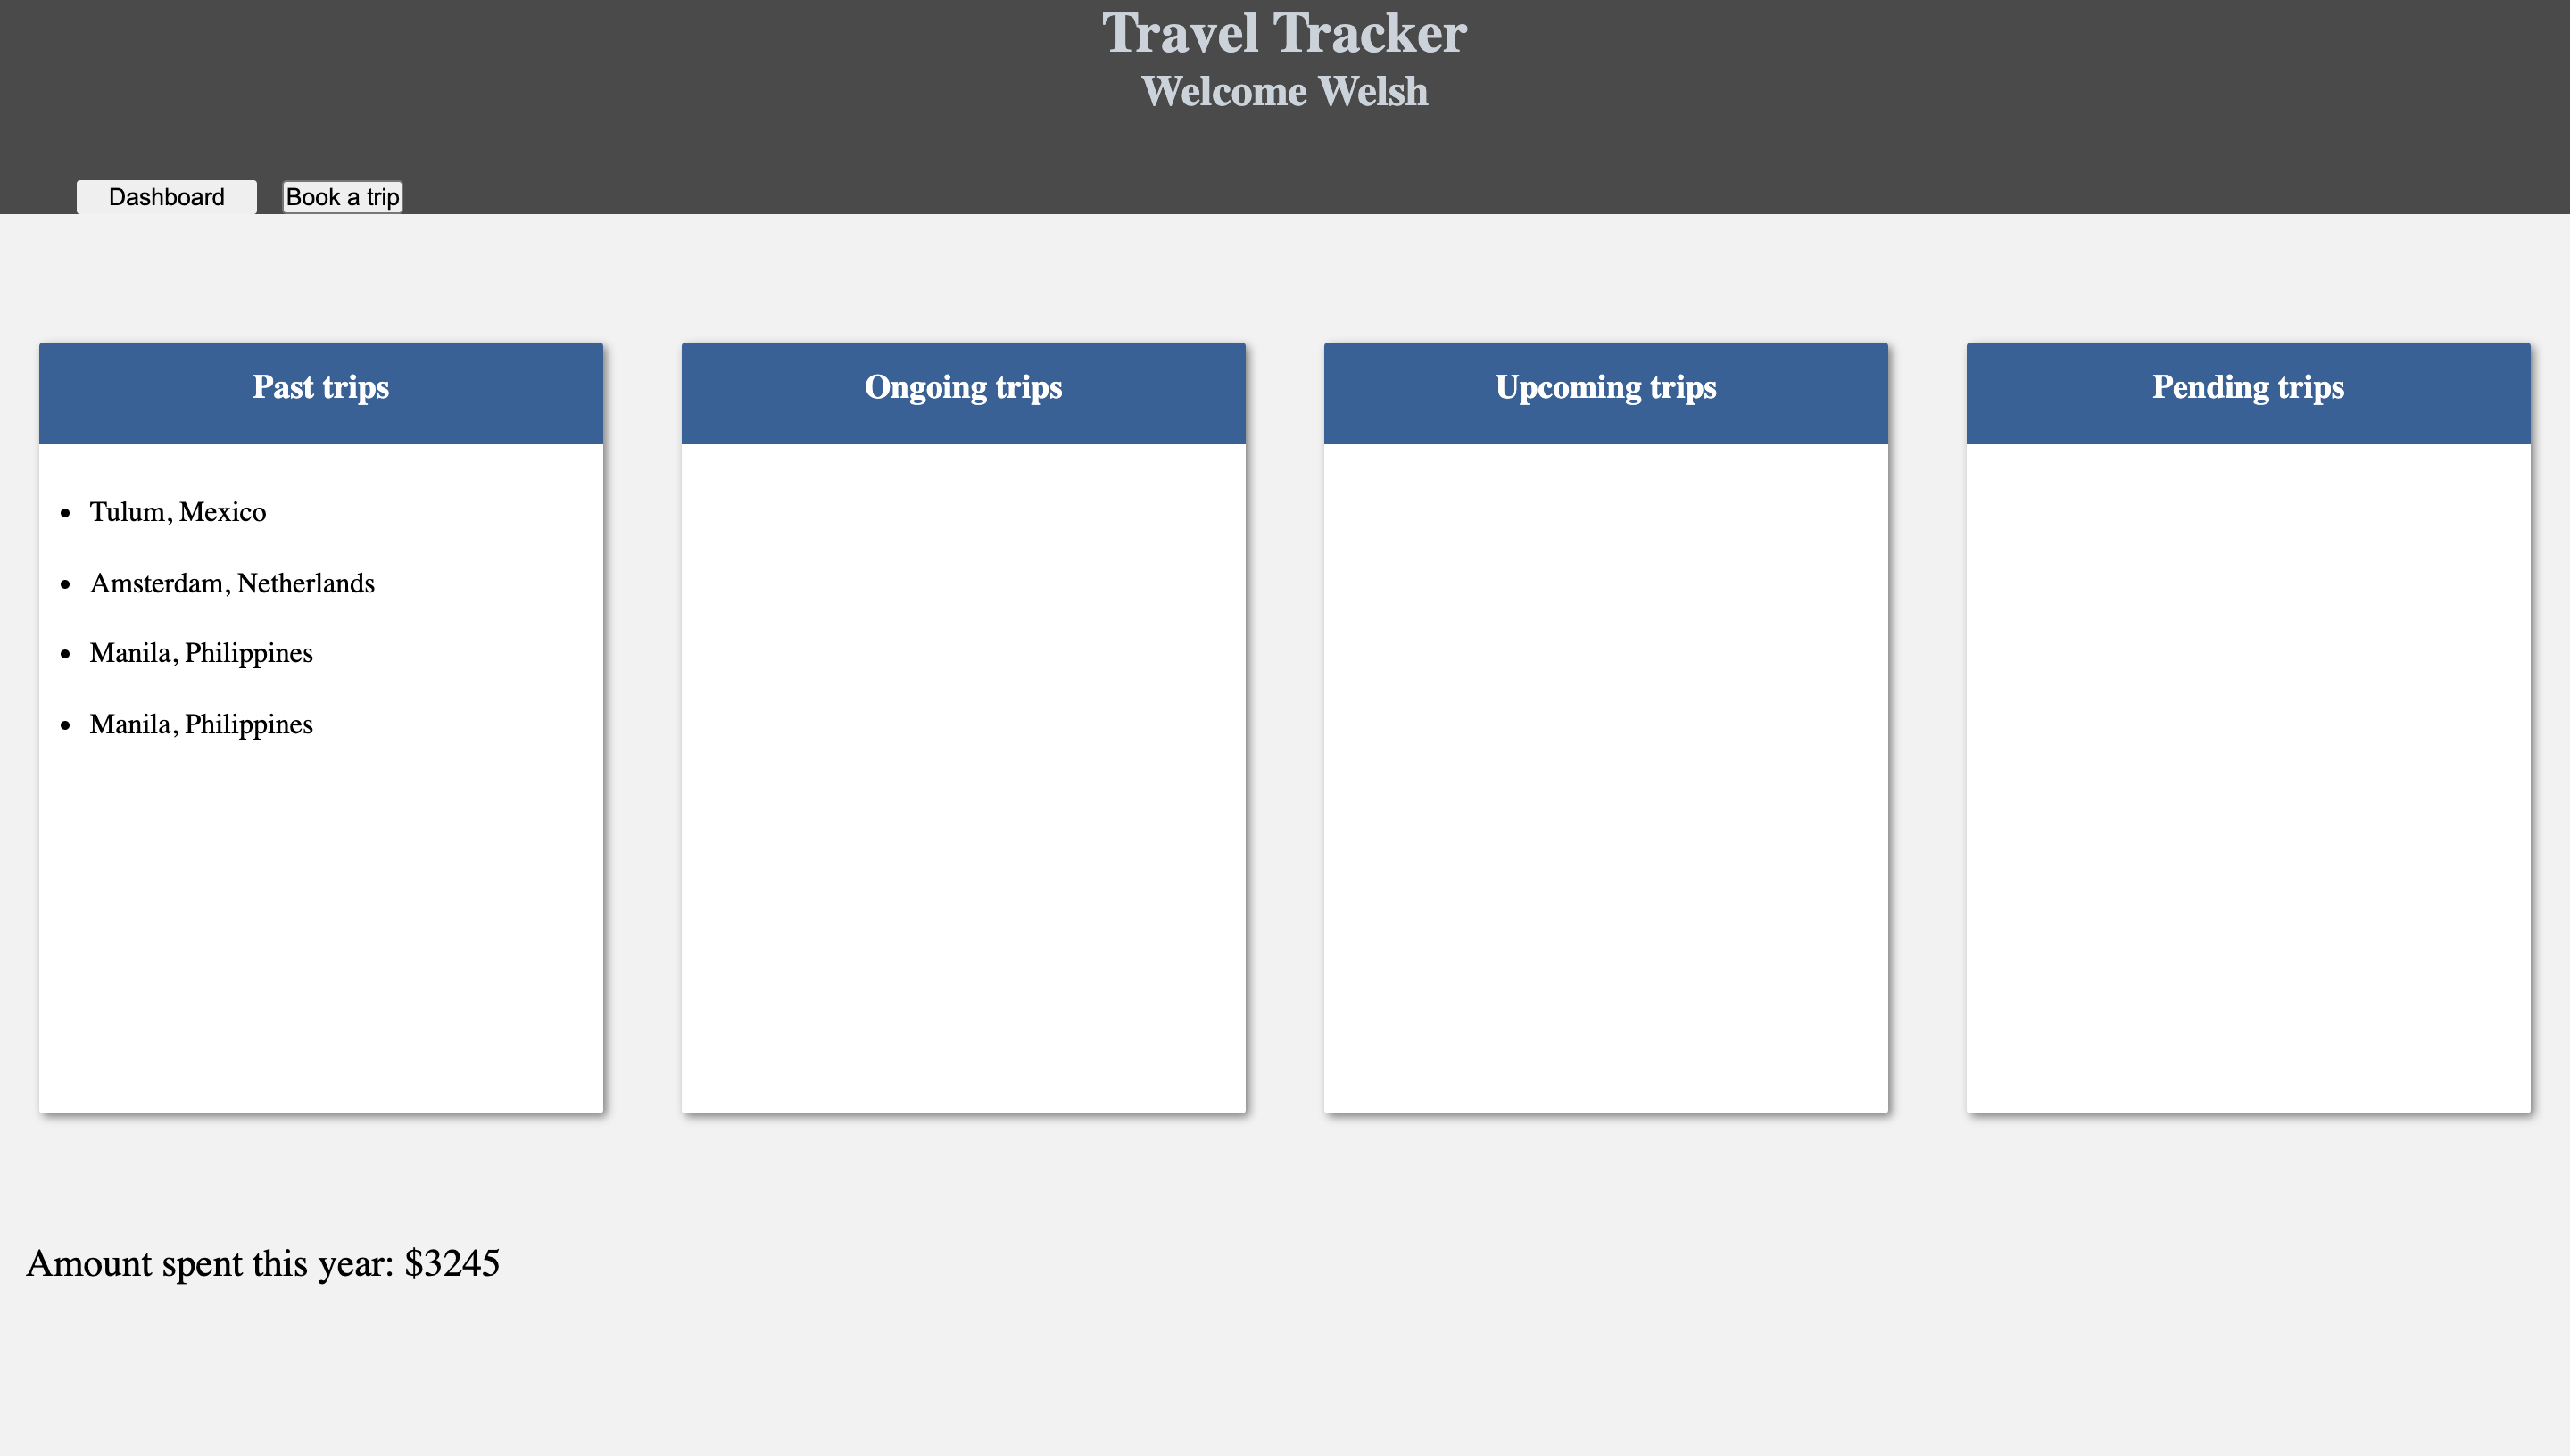 Travel Tracker
Welcome Welsh
Dashboard
Book a trip
Past trips
Tulum, Mexico
Amsterdam, Netherlands
Manila, Philippines
Manila, Philippines
Ongoing trips
Upcoming trips
Pending trips
Amount spent this year: $3245